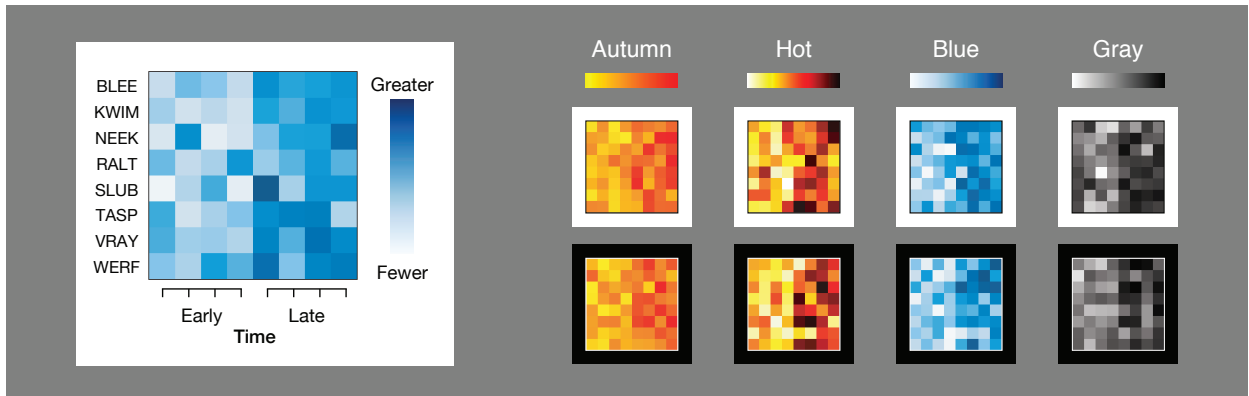 BLEE
KWIM
NEEK
RALT
SLUB
TASP
VRAY
WERF
Early Late
Time
Greater
Fewer
Autumn Hot Blue Gray